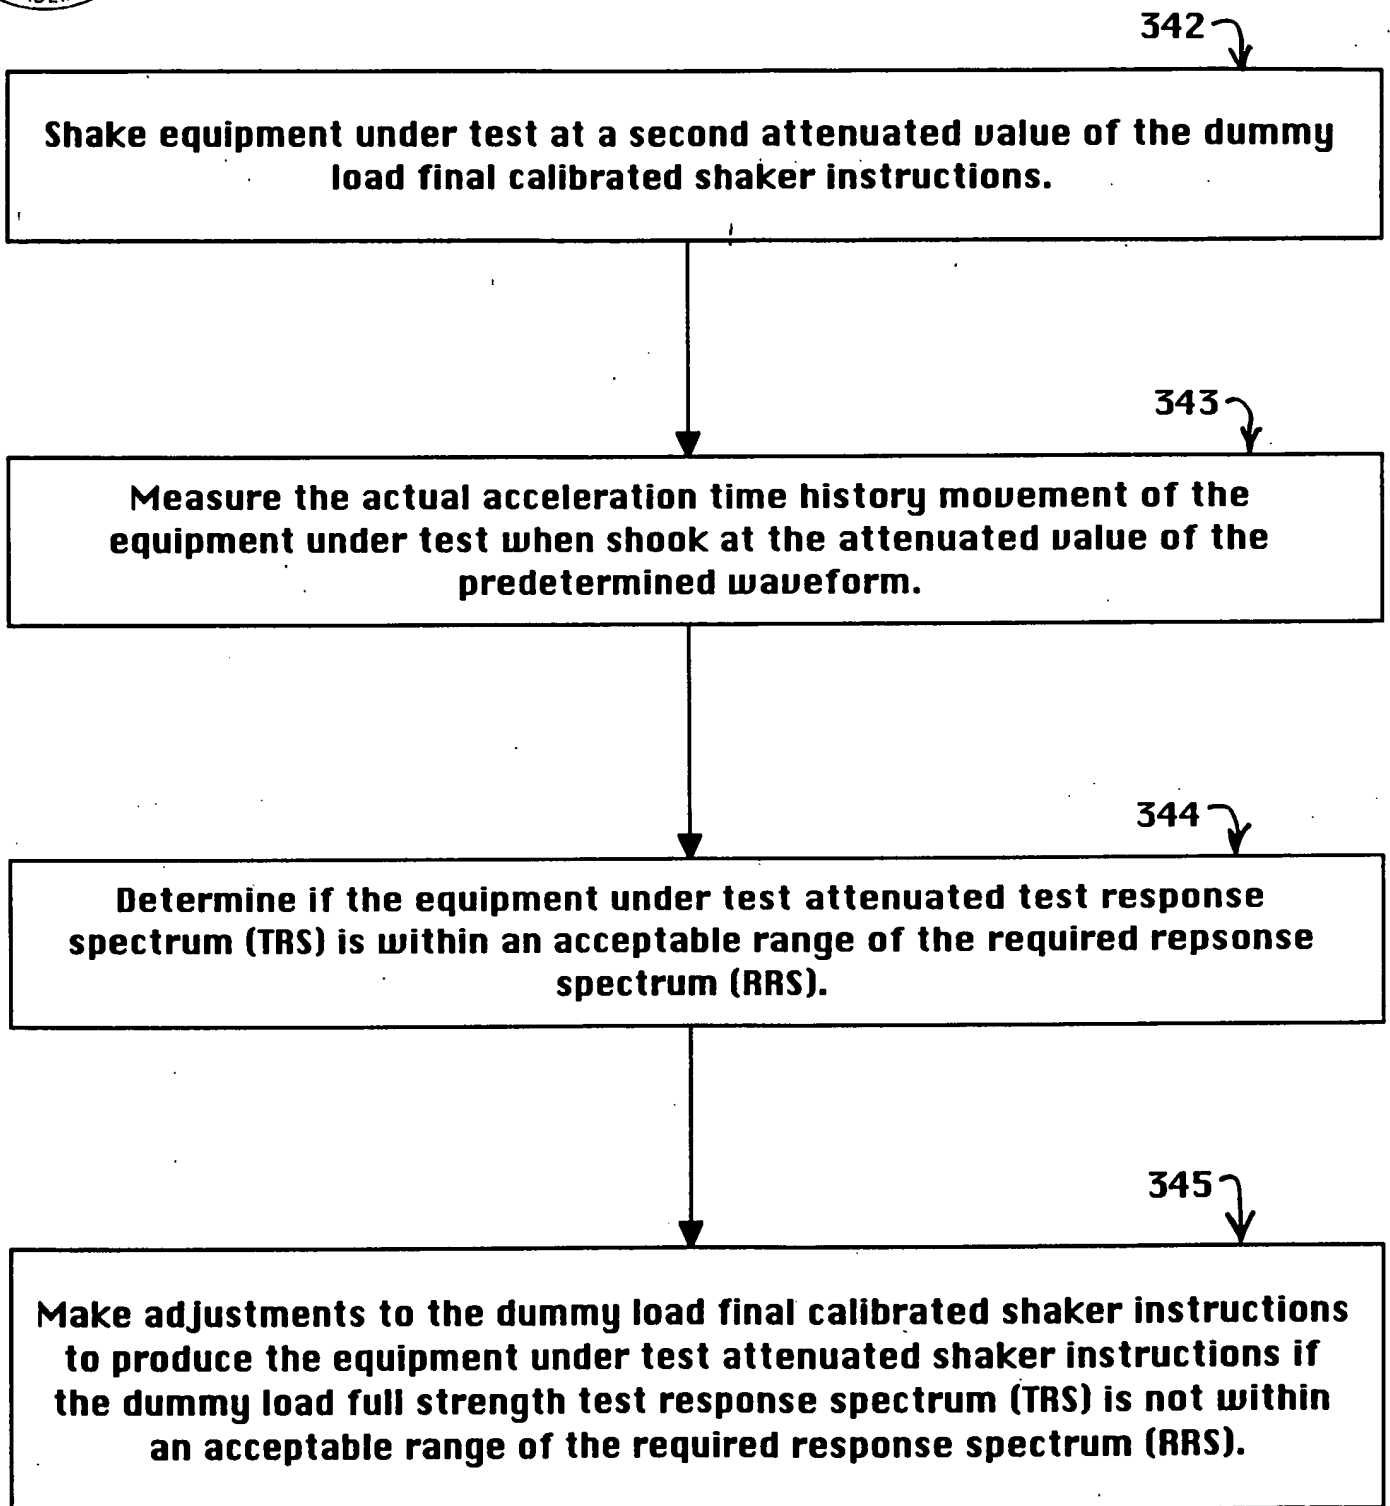 342
Shake equipment under test at a second attenuated value of the dummy
load final calibrated shaker instructions.
343
Measure the actual acceleration time history movement of the
equipment under test when shook at the attenuated value of the
predetermined waveform.
344
Determine if the equipment under test attenuated test response
spectrum (TRS) is within an acceptable range of the required repsonse
spectrum (RRS).
345
Make adjustments to the dummy load final calibrated shaker instructions
to produce the equipment under test attenuated shaker instructions if
the dummy load full strength test response spectrum (TRS) is not within
an acceptable range of the required response spectrum (RRS).